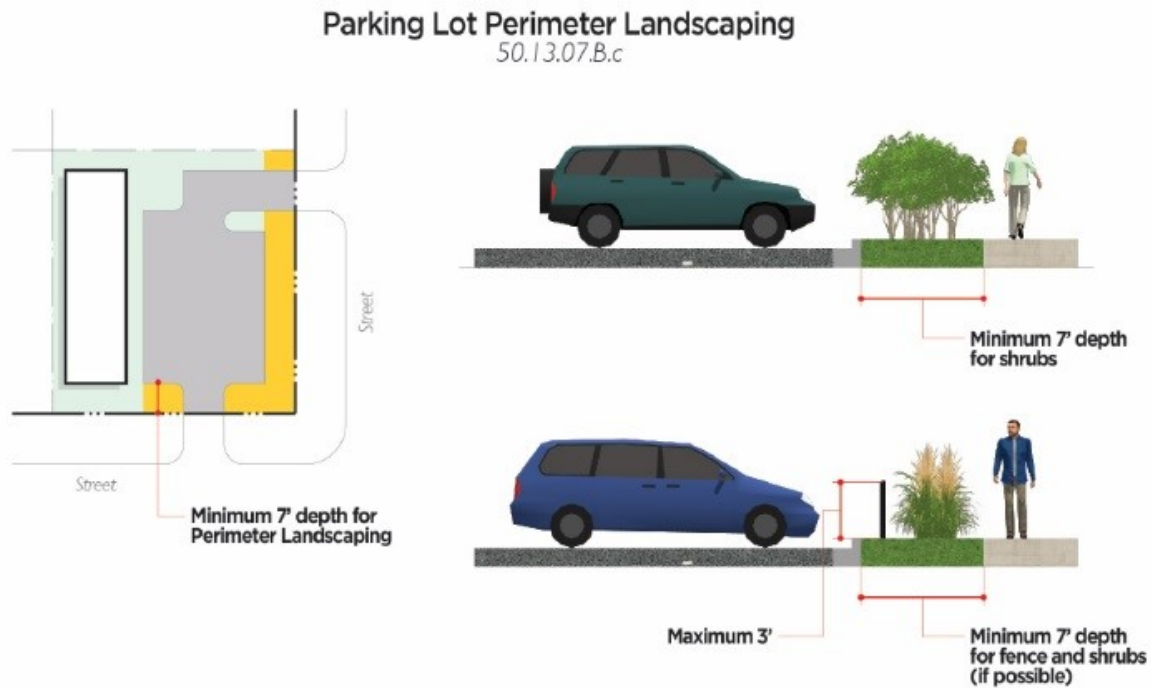 Parking Lot Perimeter Landscaping
50.13.07.B.c
Street
Street
Minimum 7' depth for
Perimeter Landscaping
Minimum 7' depth
for shrubs
Maximum 3'
Minimum 7' depth
for fence and shrubs
(if possible)